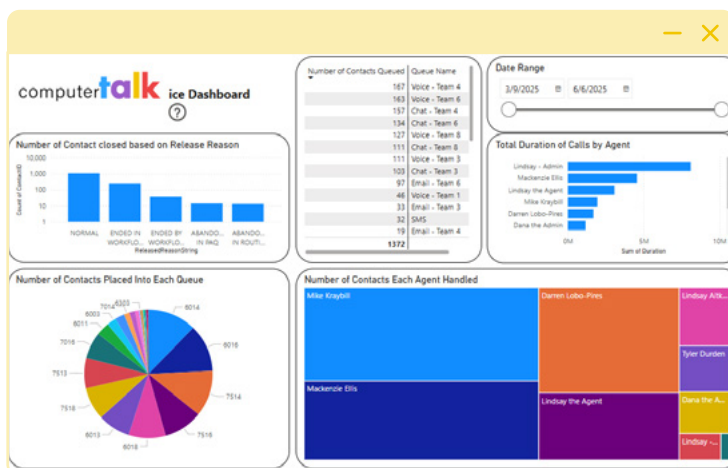 computertalk ice Dashboard
?
Number of Contact closed based on Release Reason
Count of ContactID
10,000
1,000
100
10
1
NORMAL
ENDED IN WORKFLO...
ENDED BY WORKFLO...
ABANDO... IN PAQ
ABANDO... IN ROUTI...
ReleasedReasonString
Number of Contacts Queued Queue Name
167 Voice - Team 4
163 Voice - Team 6
157 Chat - Team 4
134 Chat - Team 6
127 Voice - Team 8
111 Chat - Team 8
111 Voice - Team 3
103 Chat - Team 3
97 Email - Team 6
46 Voice - Team 1
33 Email - Team 3
32 SMS
19 Email - Team 4
1372
Date Range
3/9/2025 6/6/2025
Total Duration of Calls by Agent
Lindsay - Admin
Mackenzie Ellis
Lindsay the Agent
Mike Kraybill
Darren Lobo-Pires
Dana the Admin
0M 5M 10M
Sum of Duration
Number of Contacts Placed Into Each Queue
6303
7014
6003
6011
7016
7513
7518
6013
6018
7516
7514
6016
6014
Number of Contacts Each Agent Handled
Mike Kraybill
Mackenzie Ellis
Darren Lobo-Pires
Lindsay the Agent
Tyler Durden
Dana the A...
Lindsay -...